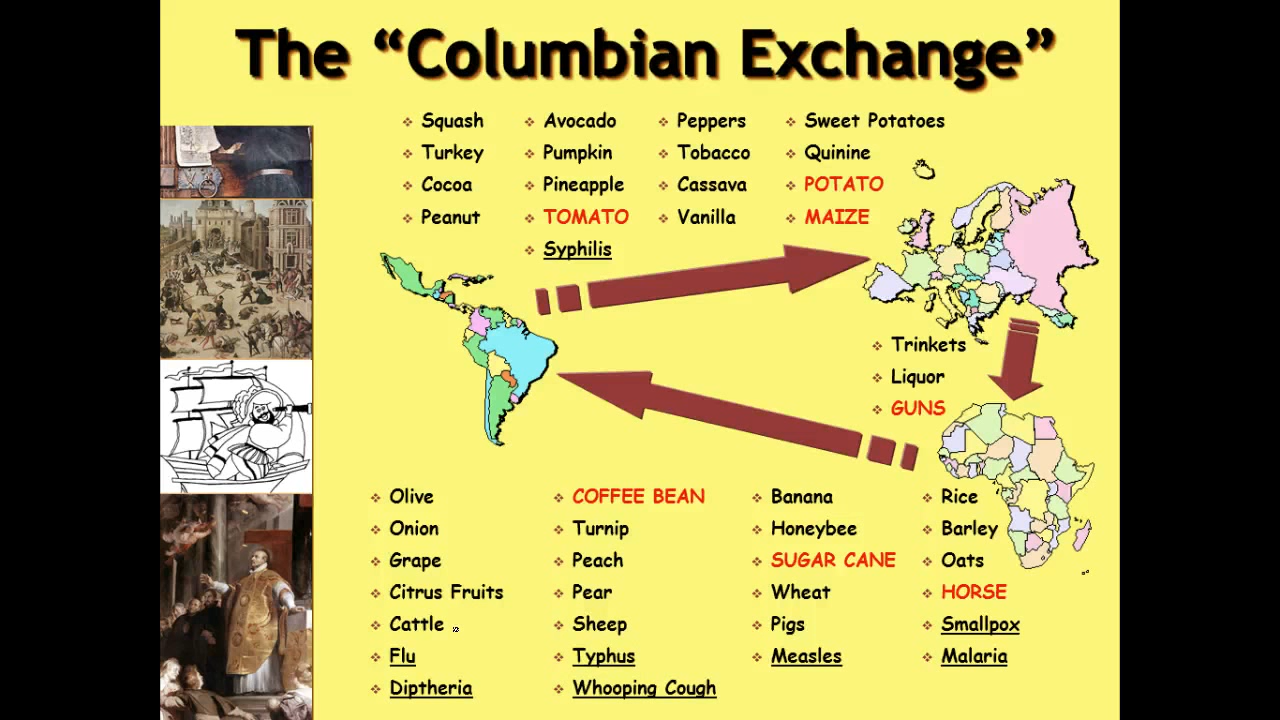 The “Columbian Exchange”
❖ Squash ❖ Avocado ❖ Peppers ❖ Sweet Potatoes
❖ Turkey ❖ Pumpkin ❖ Tobacco ❖ Quinine
❖ Cocoa ❖ Pineapple ❖ Cassava ❖ POTATO
❖ Peanut ❖ TOMATO ❖ Vanilla ❖ MAIZE
❖ Syphilis
❖ Trinkets
❖ Liquor
❖ GUNS
❖ Olive ❖ COFFEE BEAN ❖ Banana ❖ Rice
❖ Onion ❖ Turnip ❖ Honeybee ❖ Barley
❖ Grape ❖ Peach ❖ SUGAR CANE ❖ Oats
❖ Citrus Fruits ❖ Pear ❖ Wheat ❖ HORSE
❖ Cattle ❖ Sheep ❖ Pigs ❖ Smallpox
❖ Flu ❖ Typhus ❖ Measles ❖ Malaria
❖ Diptheria ❖ Whooping Cough